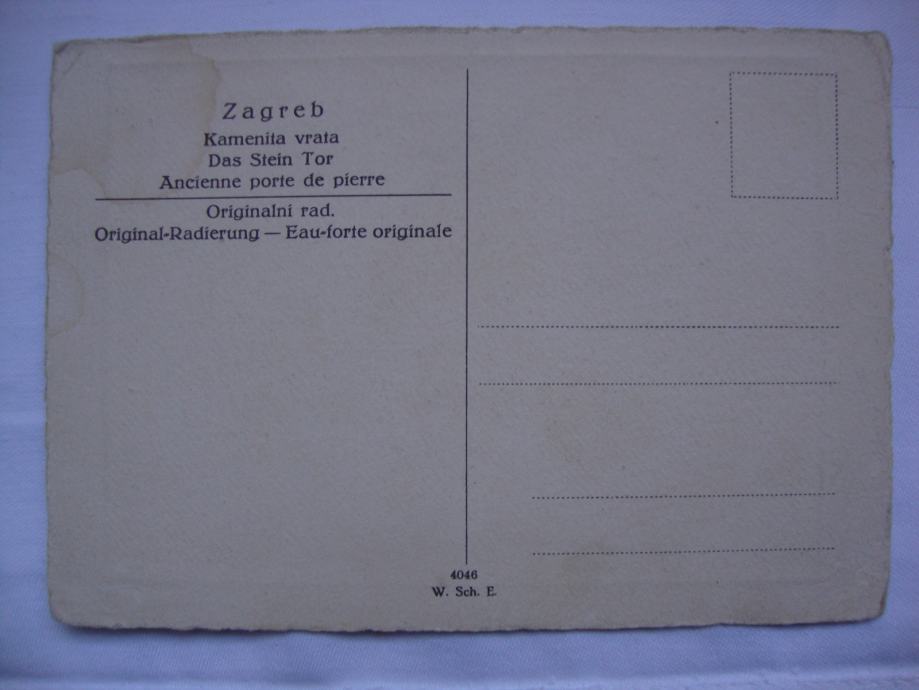 Zagreb
Kamenita vrata
Das Stein Tor
Ancienne porte de pierre
Originalni rad.
Original-Radierung — Eau-forte originale
4046
W. Sch. E.